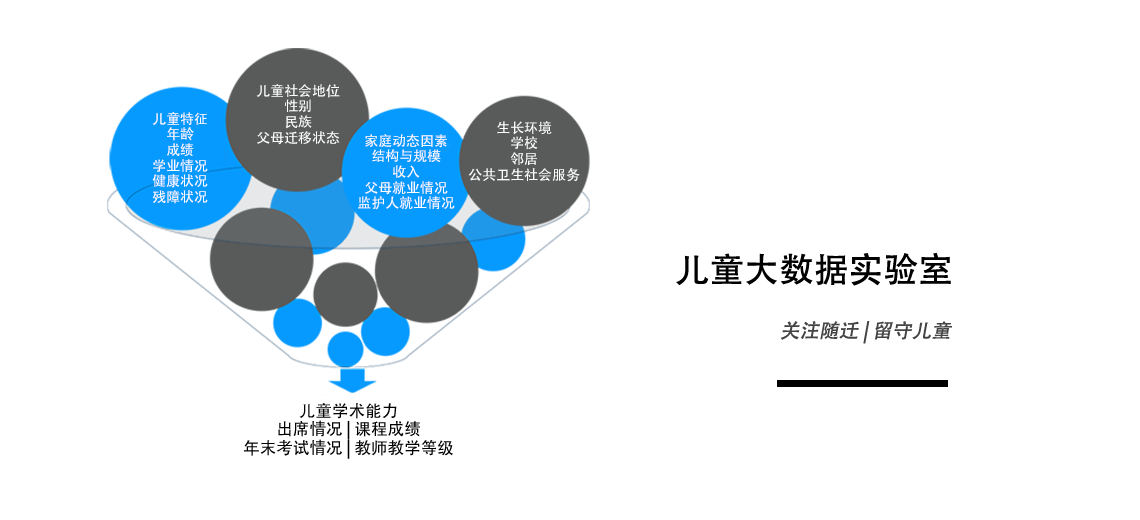 儿童特征
年龄
成绩
学业情况
健康状况
残障状况
儿童社会地位
性别
民族
父母迁移状态
家庭动态因素
结构与规模
收入
父母就业情况
监护人就业情况
生长环境
学校
邻居
公共卫生社会服务
儿童学术能力
出席情况|课程成绩
年末考试情况|教师教学等级
儿童大数据实验室
关注随迁|留守儿童